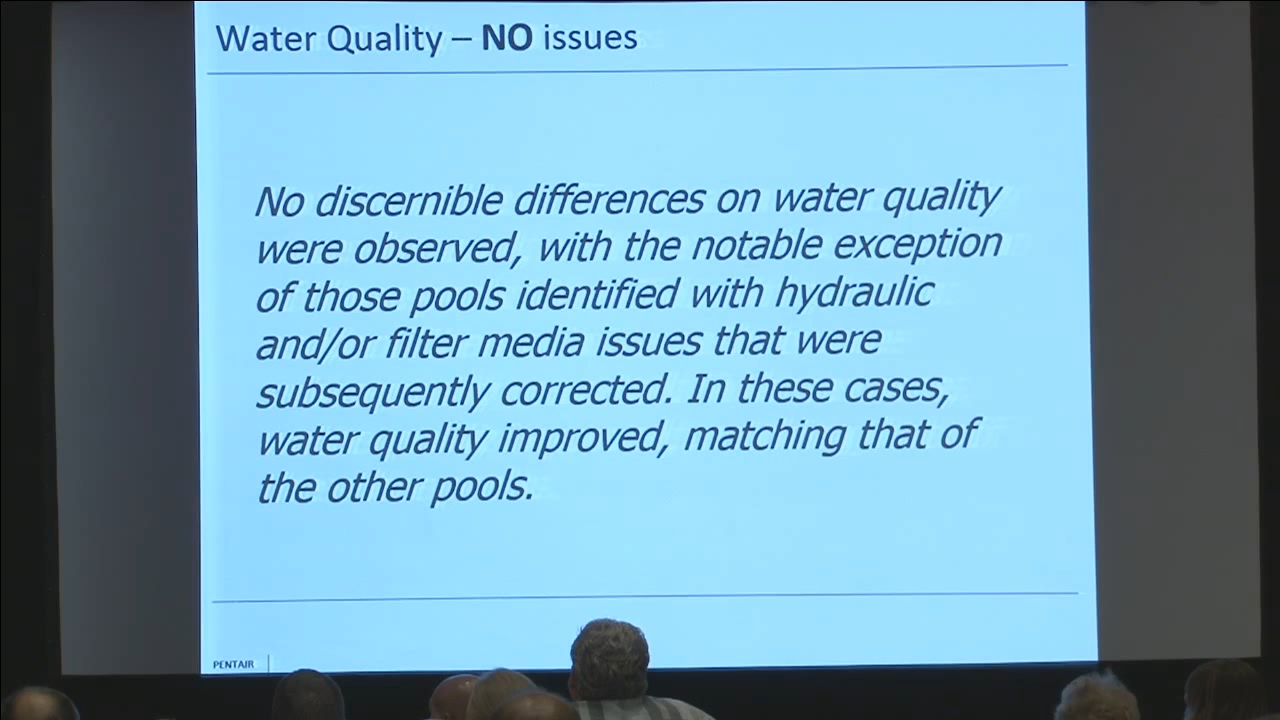 Water Quality – NO issues
No discernible differences on water quality
were observed, with the notable exception
of those pools identified with hydraulic
and/or filter media issues that were
subsequently corrected. In these cases,
water quality improved, matching that of
the other pools.
PENTAIR